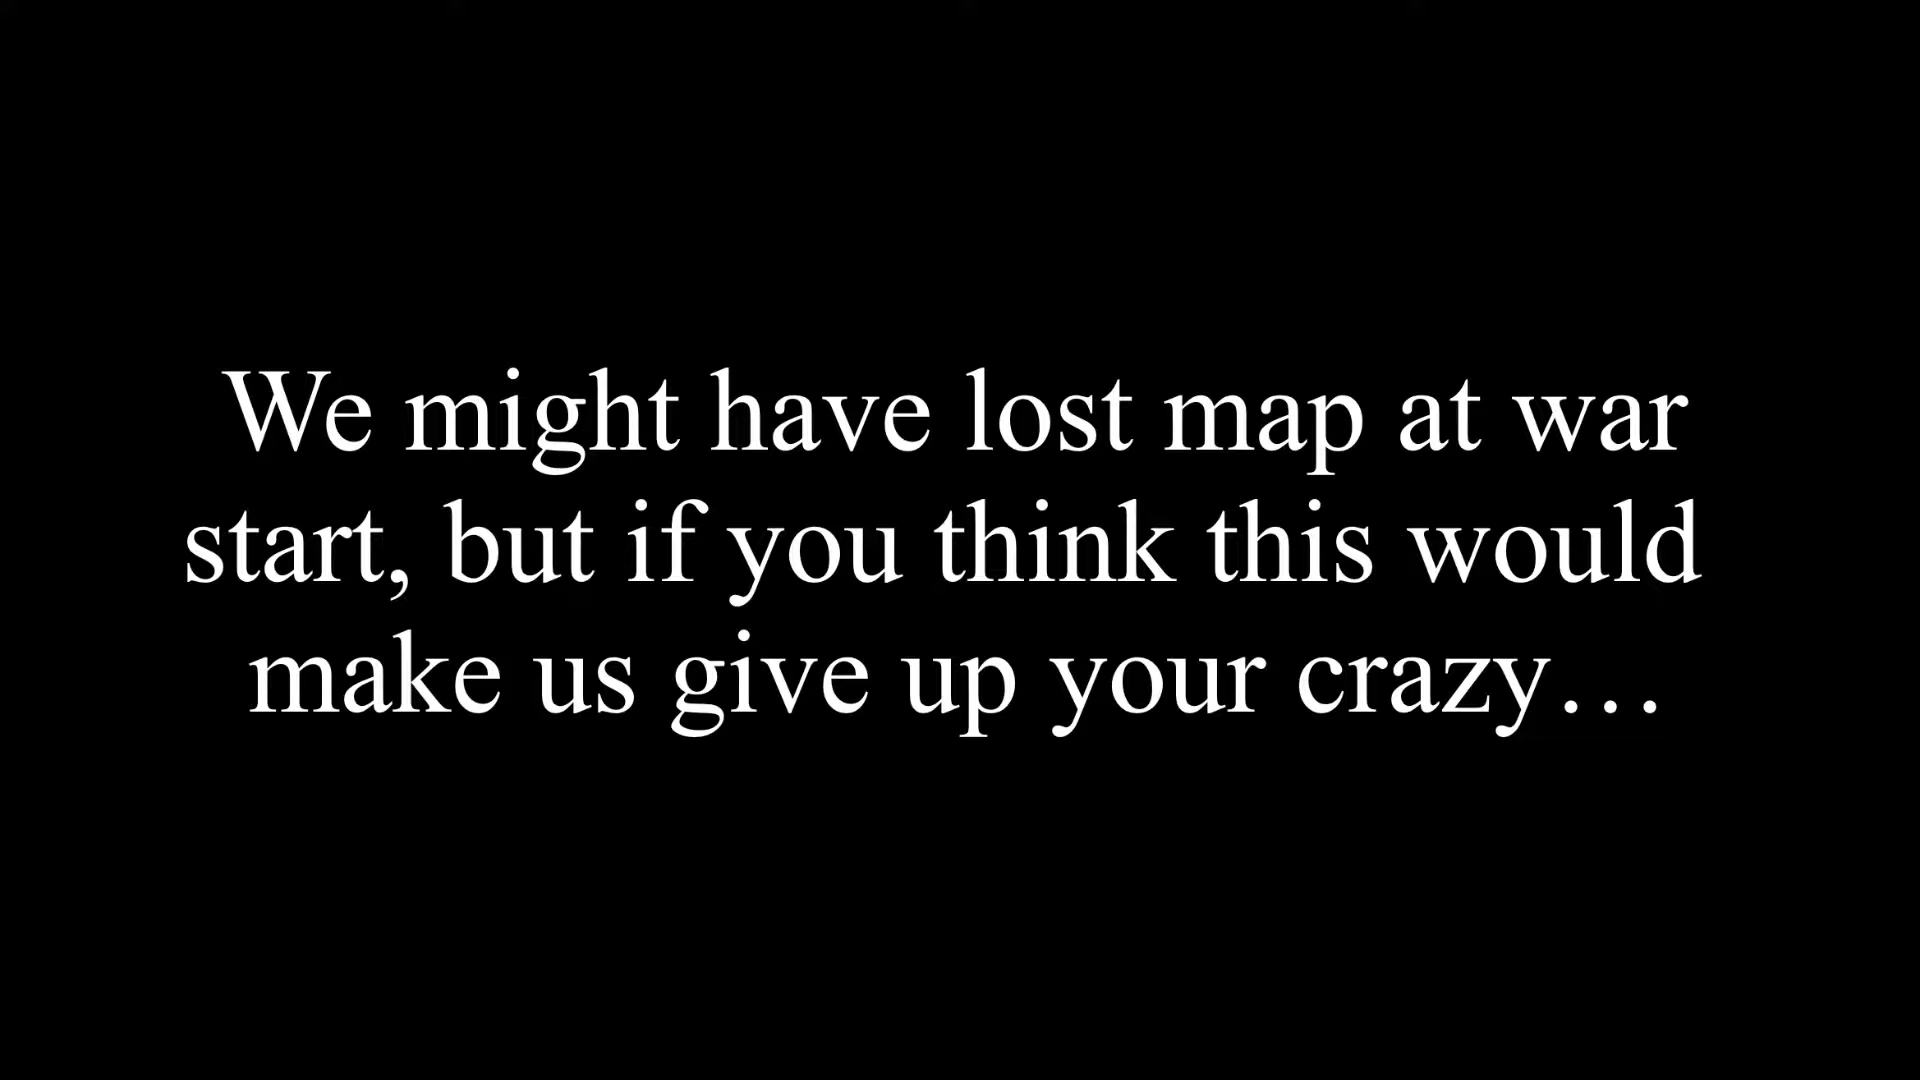 We might have lost map at war
start, but if you think this would
make us give up your crazy…